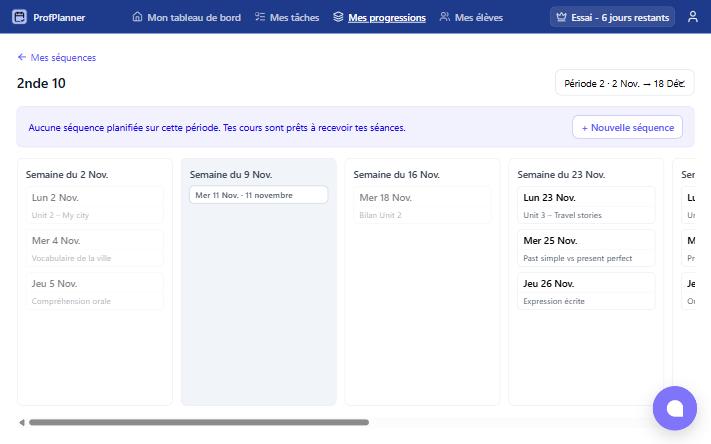 ProfPlanner
Mon tableau de bord
Mes tâches
Mes progressions
Mes élèves
Essai - 6 jours restants
← Mes séquences
2nde 10
Période 2 · 2 Nov. → 18 Déc.
Aucune séquence planifiée sur cette période. Tes cours sont prêts à recevoir tes séances.
+ Nouvelle séquence
Semaine du 2 Nov.
Lun 2 Nov.
Unit 2 – My city
Mer 4 Nov.
Vocabulaire de la ville
Jeu 5 Nov.
Compréhension orale
Semaine du 9 Nov.
Mer 11 Nov. · 11 novembre
Semaine du 16 Nov.
Mer 18 Nov.
Bilan Unit 2
Semaine du 23 Nov.
Lun 23 Nov.
Unit 3 – Travel stories
Mer 25 Nov.
Past simple vs present perfect
Jeu 26 Nov.
Expression écrite